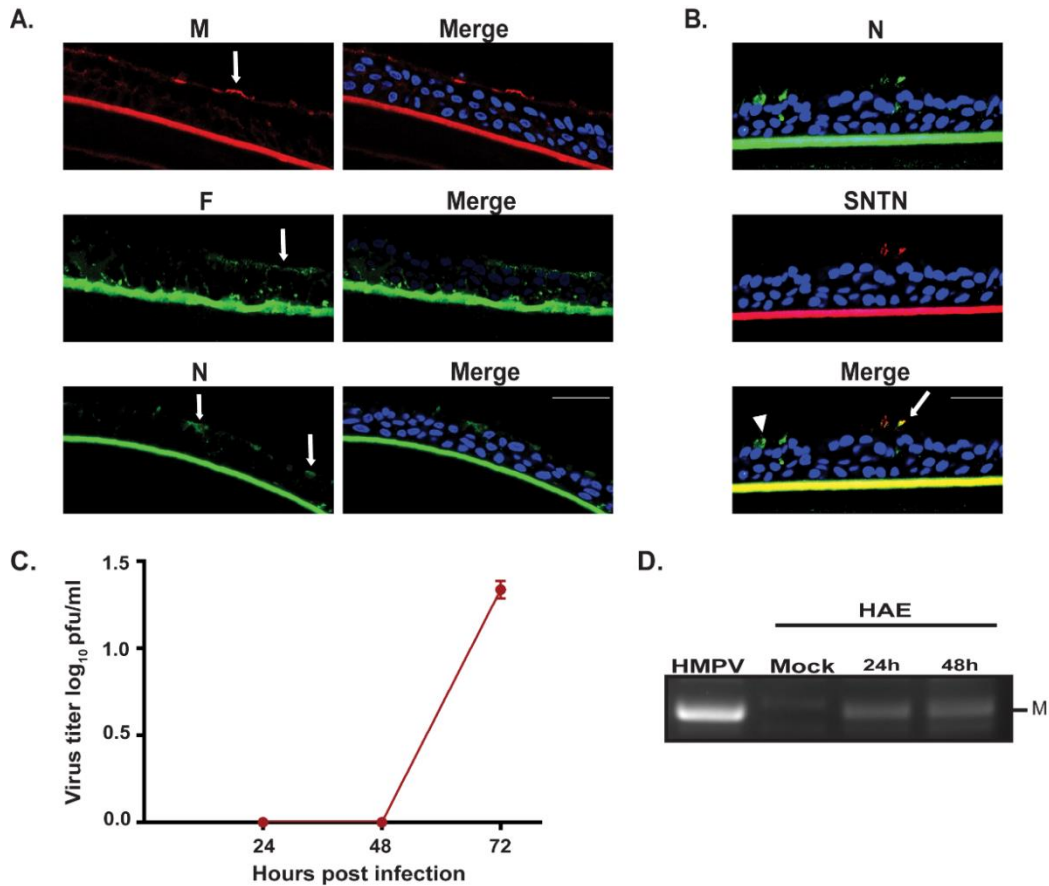 A.
M
Merge
F
Merge
N
Merge
B.
N
SNTN
Merge
C.
Virus titer log10 pfu/ml
1.5
1.0
0.5
0.0
24
48
72
Hours post infection
D.
HAE
HMPV Mock 24h 48h
M